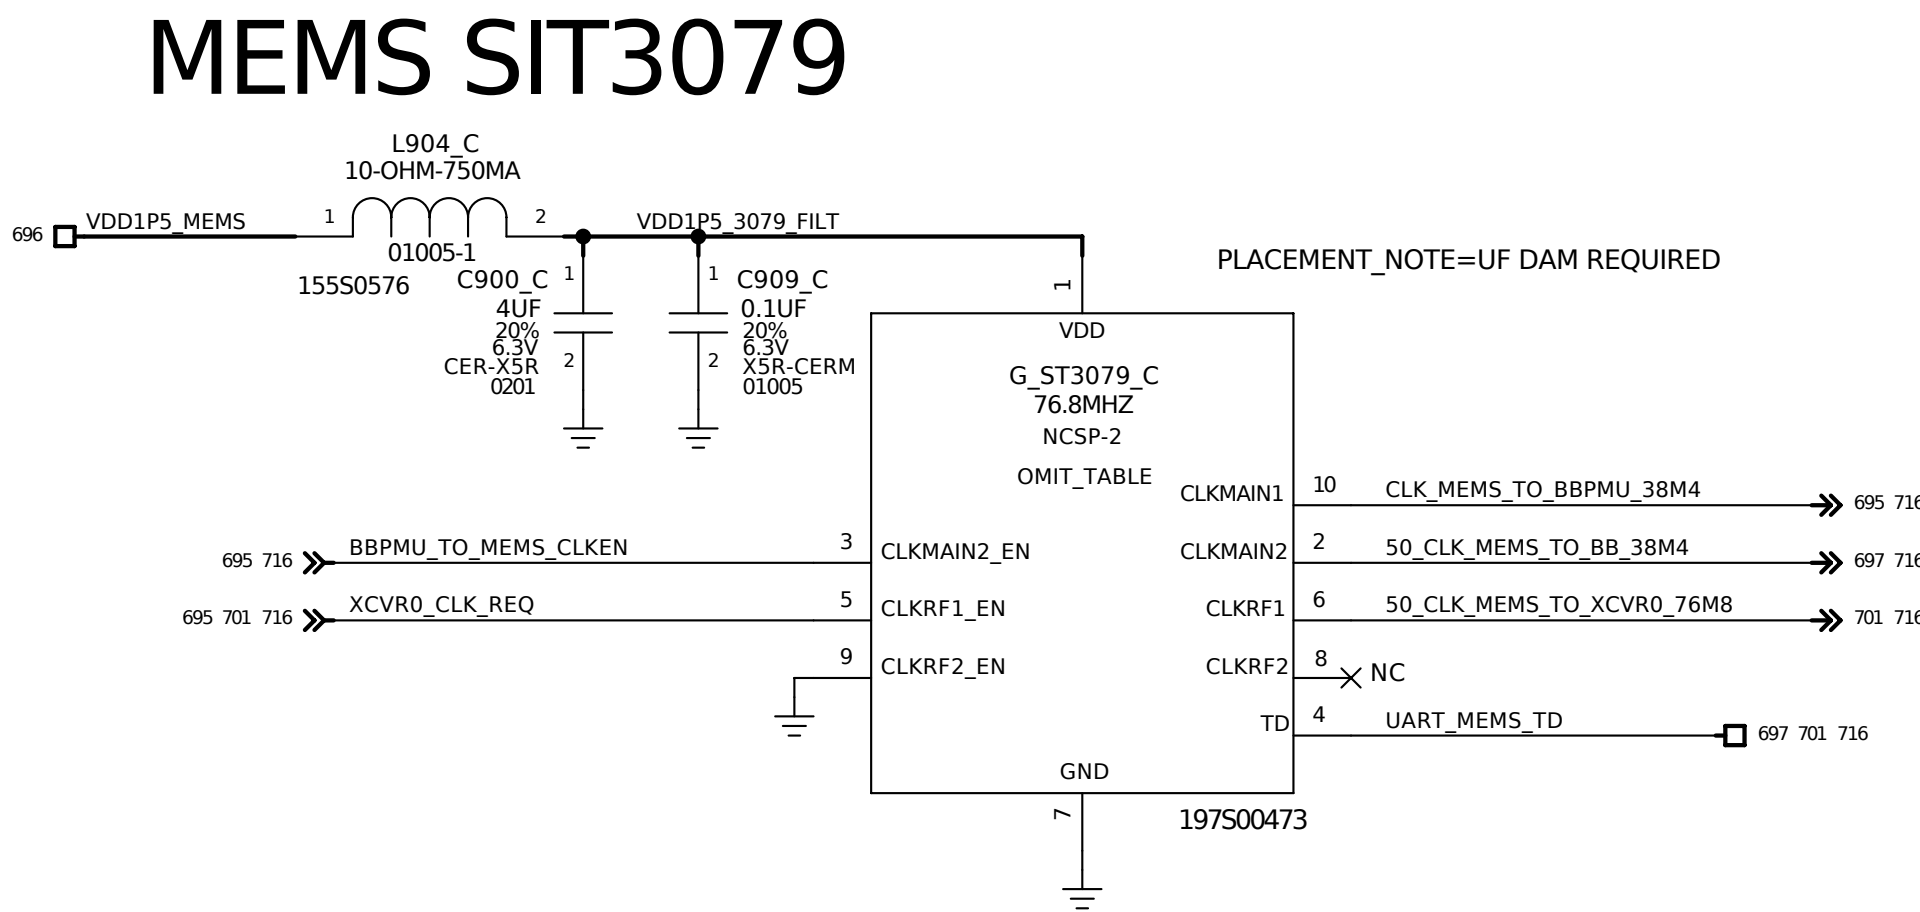 MEMS SIT3079
L904_C
10-OHM-750MA
696
VDD1P5_MEMS
1
2
VDD1P5_3079_FILT
01005-1
155S0576
C900_C
1
4UF
20%
6.3V
CER-X5R
2
0201
1
C909_C
0.1UF
20%
6.3V
2
X5R-CERM
01005
PLACEMENT_NOTE=UF DAM REQUIRED
1
VDD
G_ST3079_C
76.8MHZ
NCSP-2
OMIT_TABLE
CLKMAIN1
10
CLK_MEMS_TO_BBPMU_38M4
695 716
695 716
BBPMU_TO_MEMS_CLKEN
3
CLKMAIN2_EN
CLKMAIN2
2
50_CLK_MEMS_TO_BB_38M4
697 716
695 701 716
XCVR0_CLK_REQ
5
CLKRF1_EN
CLKRF1
6
50_CLK_MEMS_TO_XCVR0_76M8
701 716
9
CLKRF2_EN
CLKRF2
8
NC
TD
4
UART_MEMS_TD
697 701 716
GND
7
197S00473